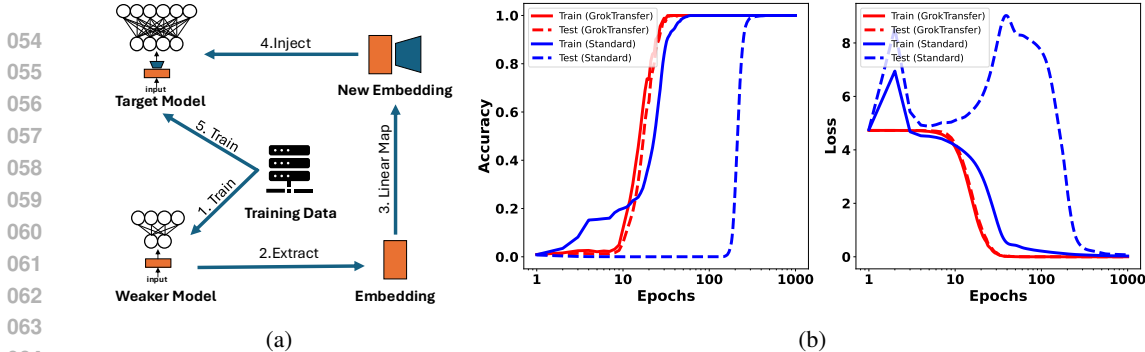 054
055
056
057
058
059
060
061
062
063
input
Target Model
4.Inject
New Embedding
5. Train
1. Train
Training Data
3. Linear Map
input
Weaker Model
2.Extract
Embedding
(a)
Accuracy
1.0
0.8
0.6
0.4
0.2
0.0
Train (GrokTransfer)
Test (GrokTransfer)
Train (Standard)
Test (Standard)
1 10 100 1000
Epochs
Loss
8
6
4
2
0
Train (GrokTransfer)
Test (GrokTransfer)
Train (Standard)
Test (Standard)
1 10 100 1000
Epochs
(b)